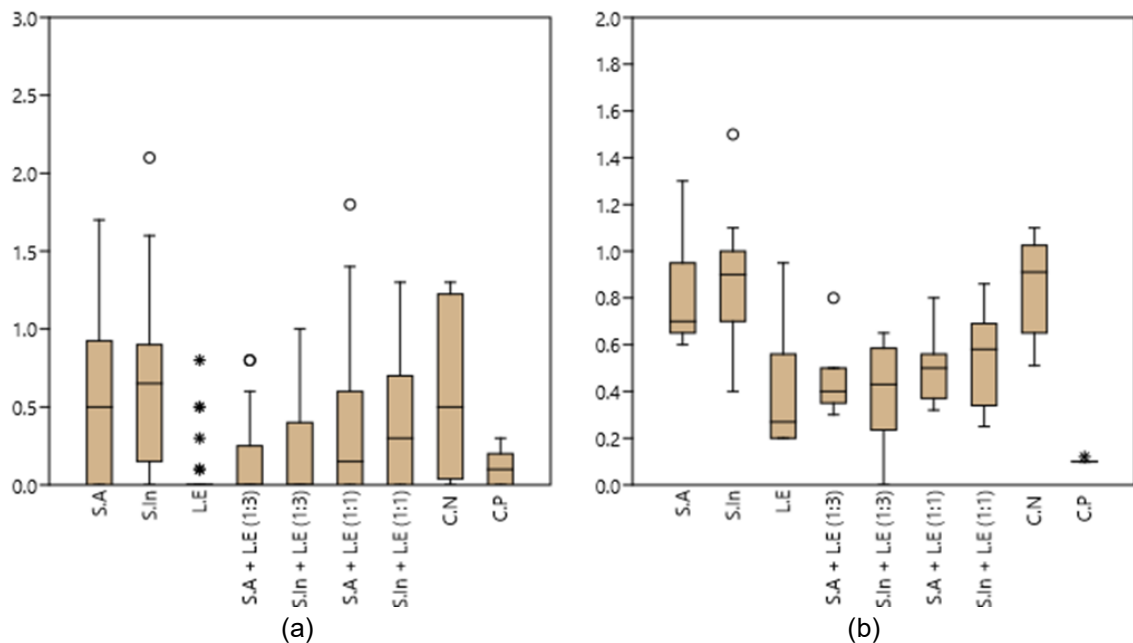 3.0
2.5
2.0
1.5
1.0
0.5
0.0
S.A
S.In
L.E
S.A + L.E (1:3)
S.In + L.E (1:3)
S.A + L.E (1:1)
S.In + L.E (1:1)
C.N
C.P
(a)
2.0
1.8
1.6
1.4
1.2
1.0
0.8
0.6
0.4
0.2
0.0
S.A
S.In
L.E
S.A + L.E (1:3)
S.In + L.E (1:3)
S.A + L.E (1:1)
S.In + L.E (1:1)
C.N
C.P
(b)